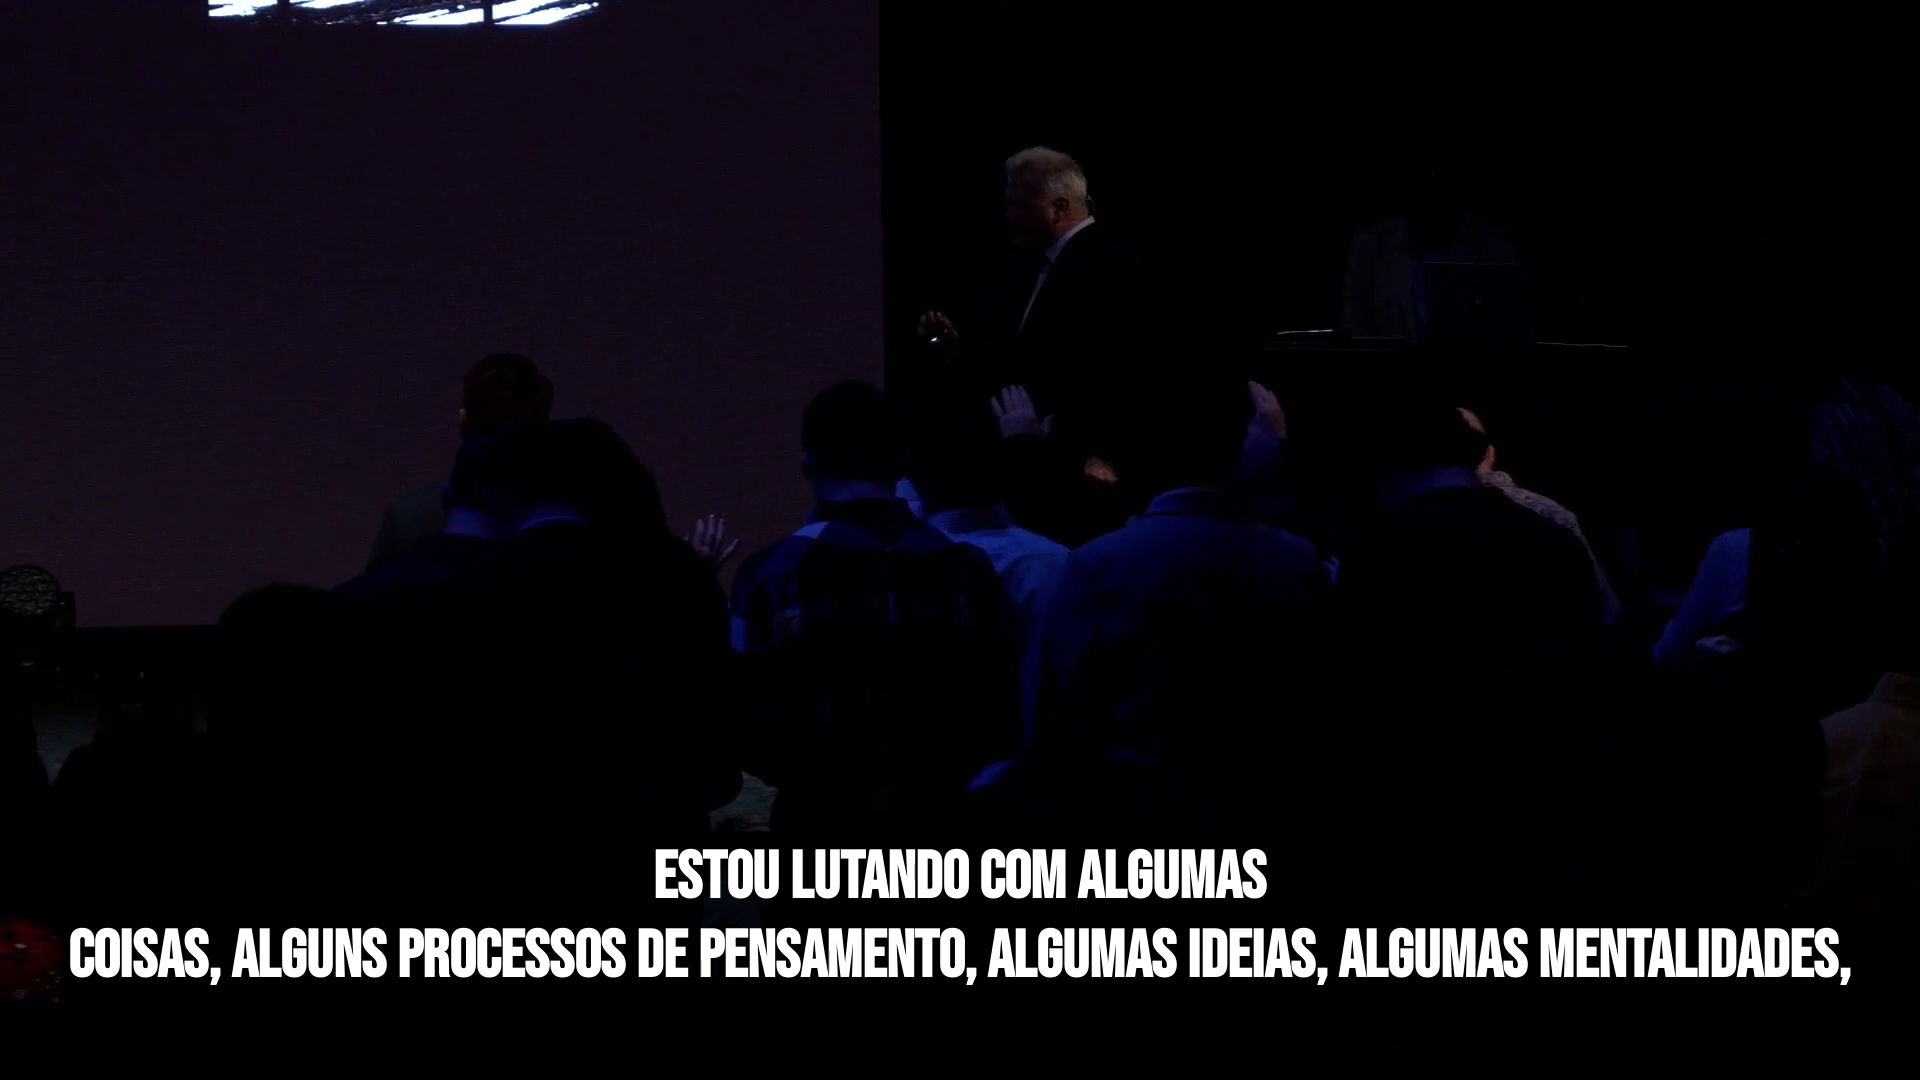 ESTOU LUTANDO COM ALGUMAS
COISAS, ALGUNS PROCESSOS DE PENSAMENTO, ALGUMAS IDEIAS, ALGUMAS MENTALIDADES,